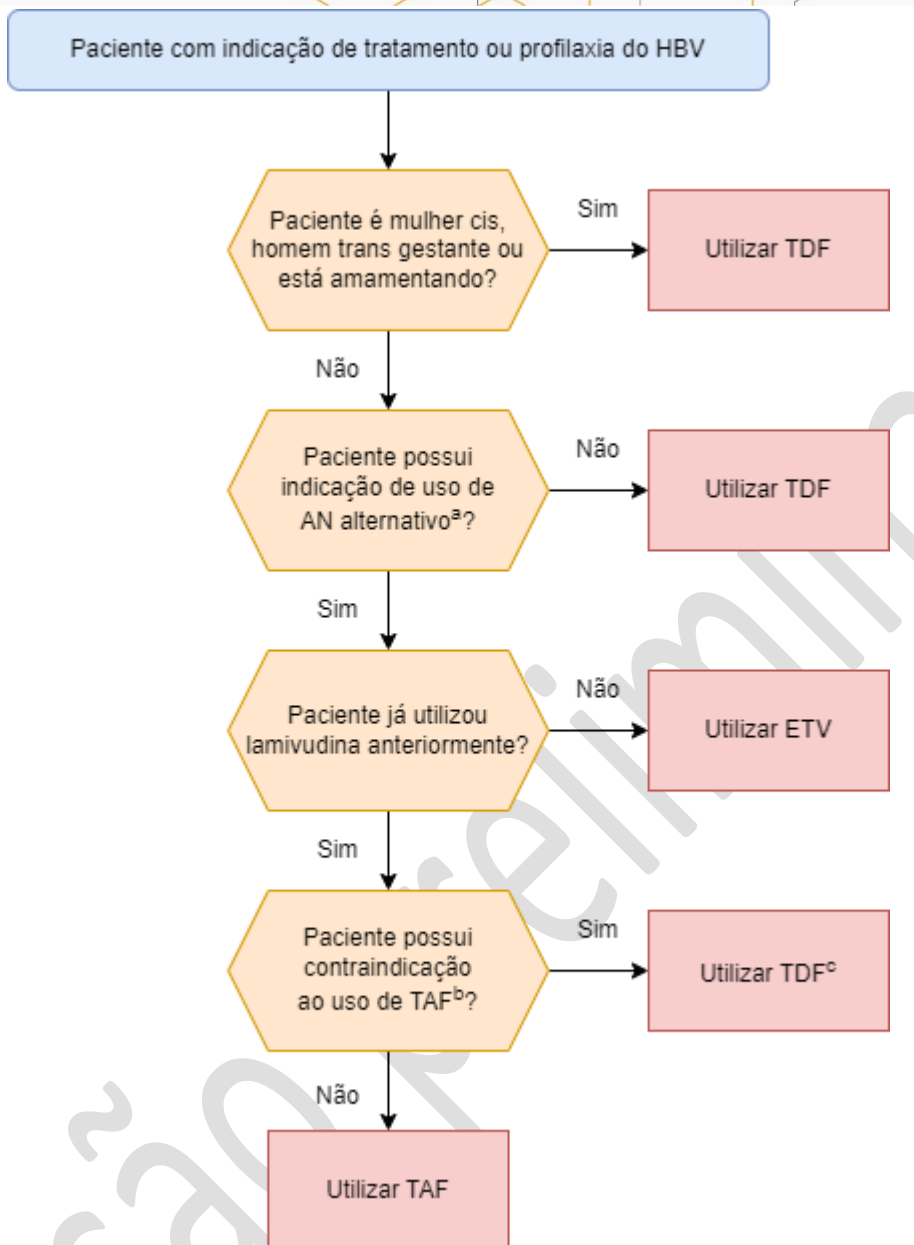 Paciente com indicação de tratamento ou profilaxia do HBV
Paciente é mulher cis,
homem trans gestante ou
está amamentando?
Sim
Utilizar TDF
Não
Paciente possui
indicação de uso de
AN alternativoᵃ?
Não
Utilizar TDF
Sim
Paciente já utilizou
lamivudina anteriormente?
Não
Utilizar ETV
Sim
Paciente possui
contraindicação
ao uso de TAFᵇ?
Sim
Utilizar TDFᶜ
Não
Utilizar TAF